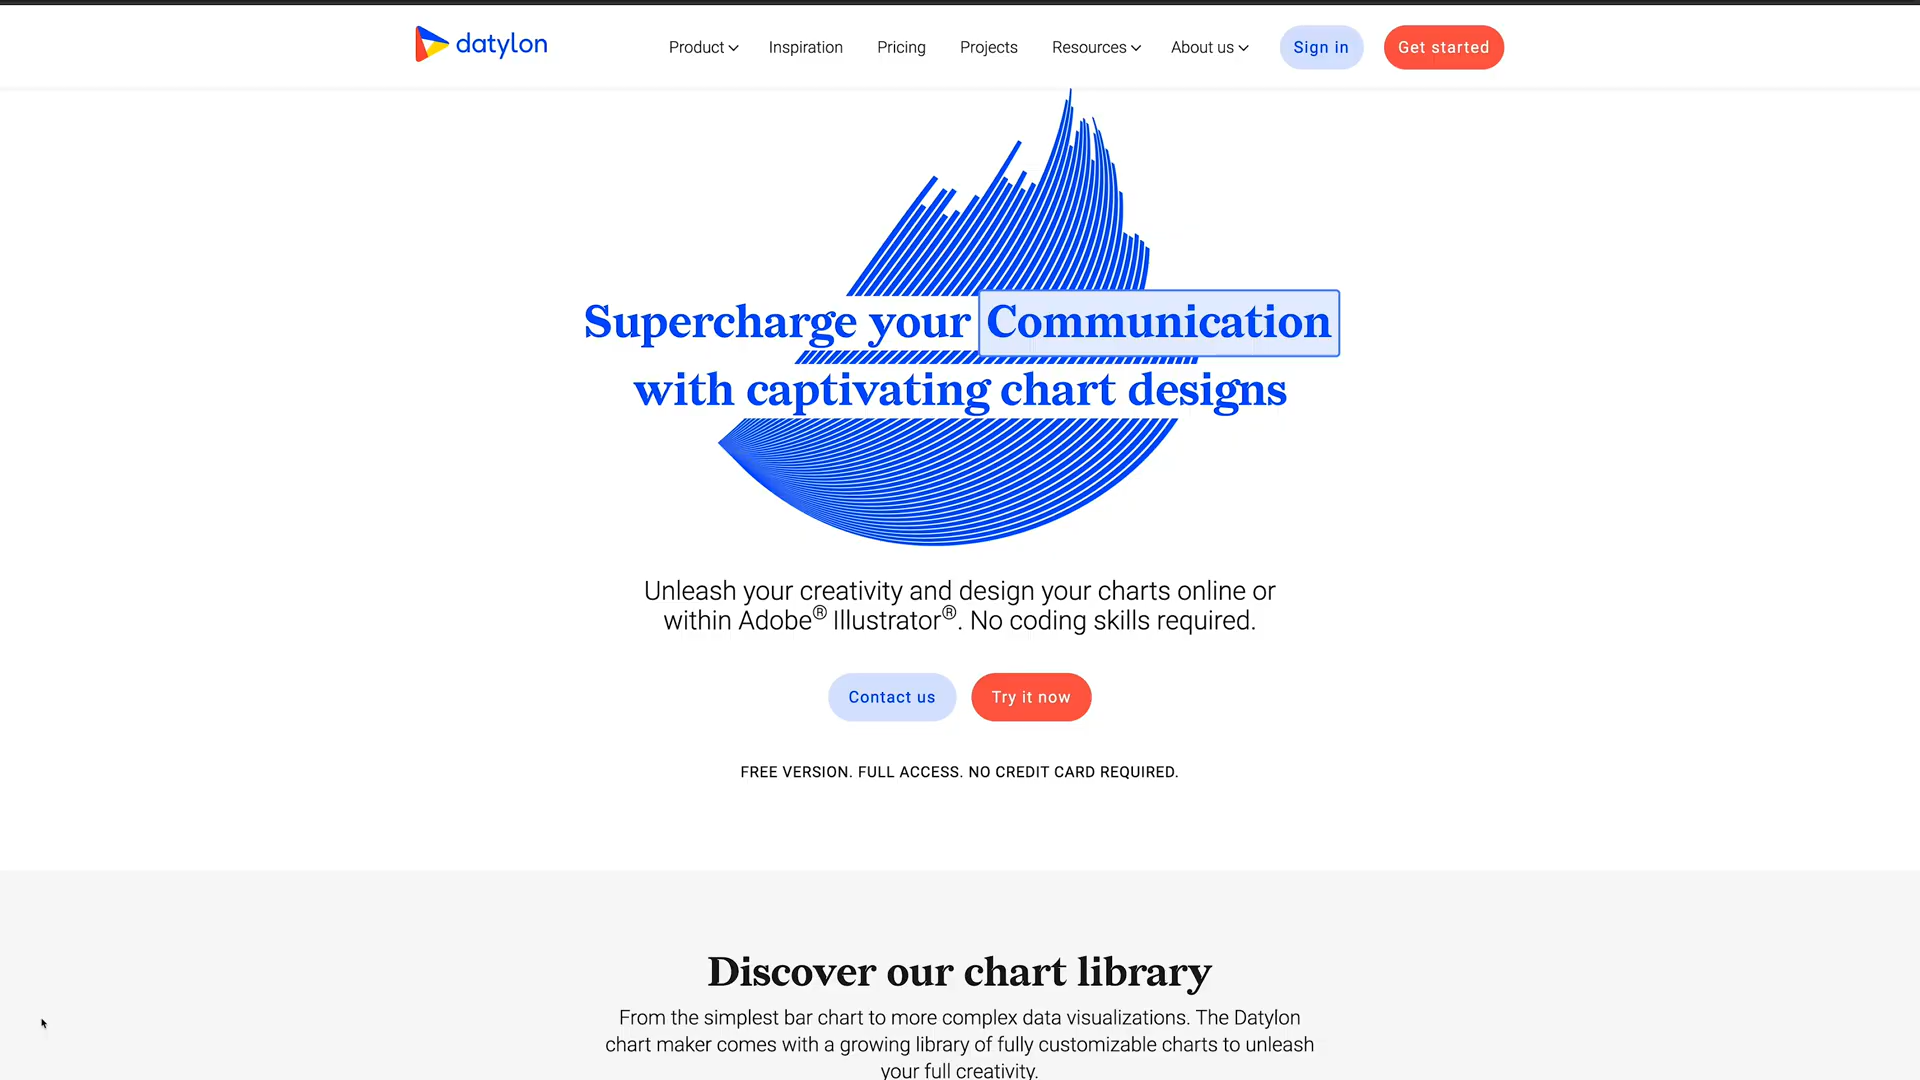 datylon
Product
Inspiration
Pricing
Projects
Resources
About us
Sign in
Get started
Supercharge your Communication
with captivating chart designs
Unleash your creativity and design your charts online or
within Adobe® Illustrator®. No coding skills required.
Contact us
Try it now
FREE VERSION. FULL ACCESS. NO CREDIT CARD REQUIRED.
Discover our chart library
From the simplest bar chart to more complex data visualizations. The Datylon
chart maker comes with a growing library of fully customizable charts to unleash
your full creativity.